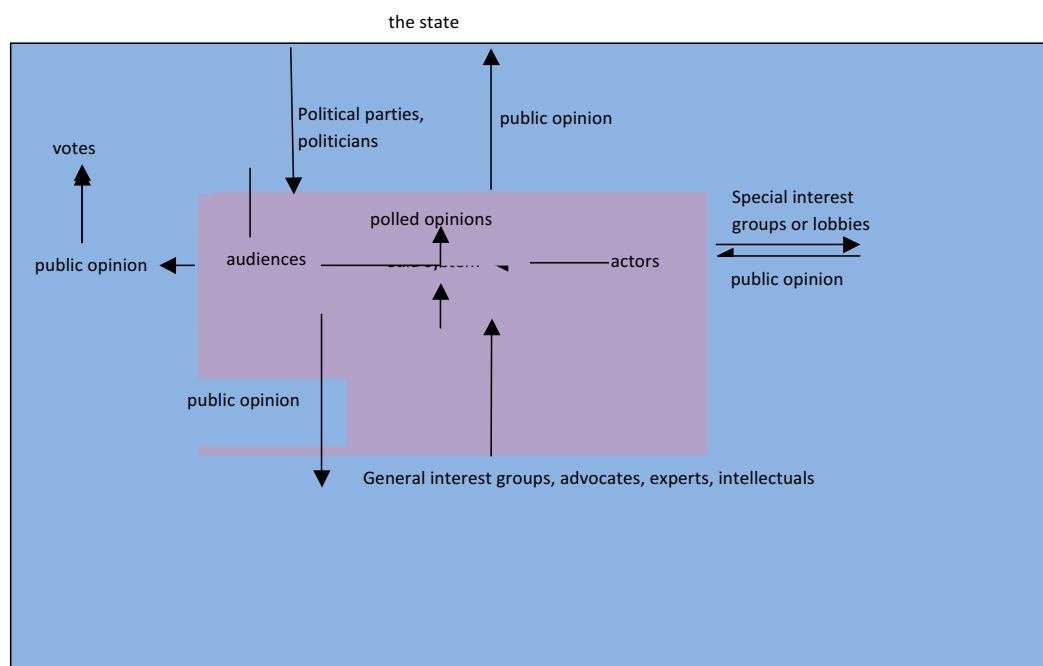 the state
Political parties,
politicians
public opinion
votes
Special interest
groups or lobbies
polled opinions
public opinion
audiences
actors
public opinion
public opinion
General interest groups, advocates, experts, intellectuals